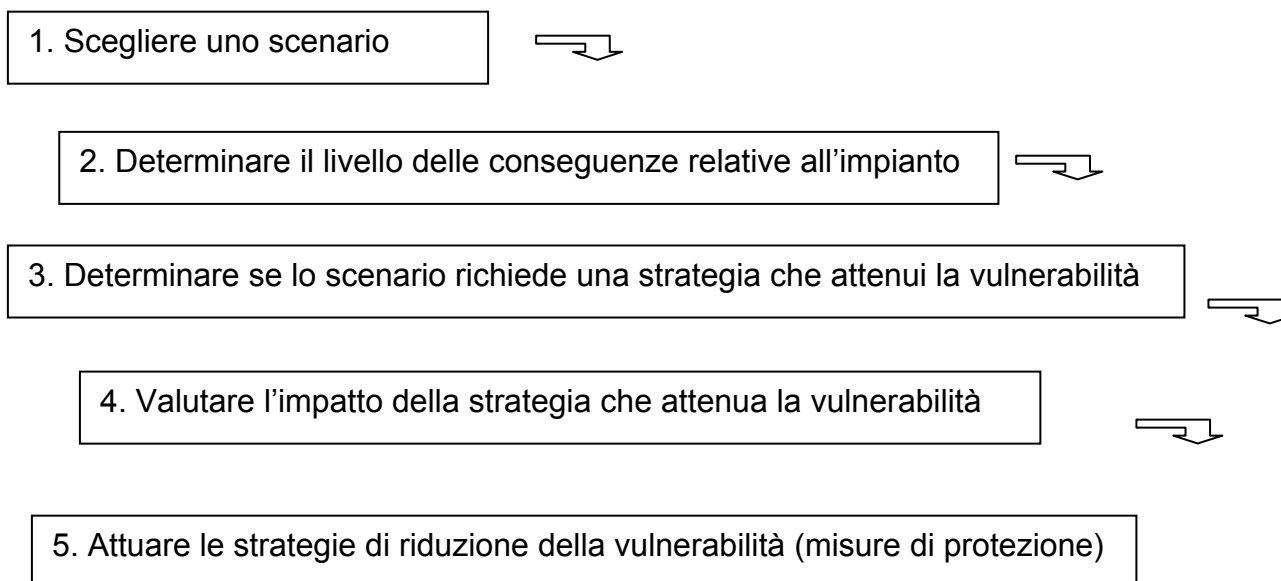 1. Scegliere uno scenario
2. Determinare il livello delle conseguenze relative all’impianto
3. Determinare se lo scenario richiede una strategia che attenui la vulnerabilità
4. Valutare l’impatto della strategia che attenua la vulnerabilità
5. Attuare le strategie di riduzione della vulnerabilità (misure di protezione)